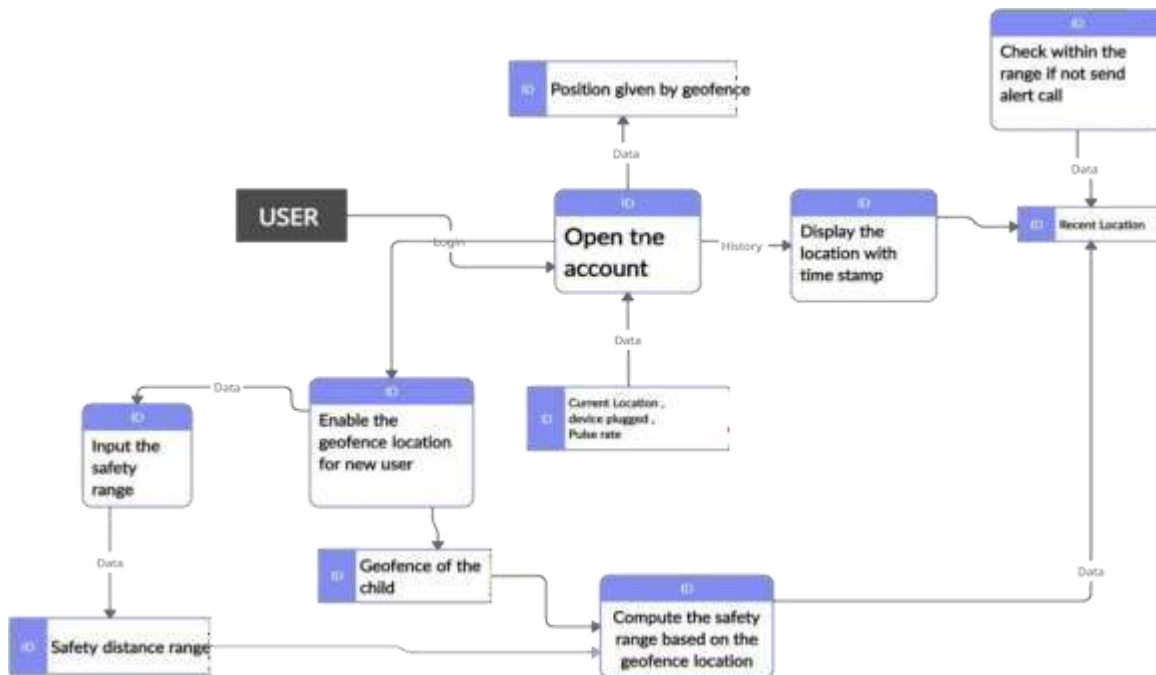 ID
Check within the
range if not send
alert call
ID
Position given by geofence
Data
Data
USER
ID
Open tne
account
Login
History
ID
Display the
location with
time stamp
ID
Recent Location
Data
Data
ID
Enable the
geofence location
for new user
ID
Current Location ,
device plugged ,
Pulse rate
ID
Input the
safety
range
Data
ID
Geofence of the
child
Data
ID
Compute the safety
range based on the
geofence location
ID
Safety distance range